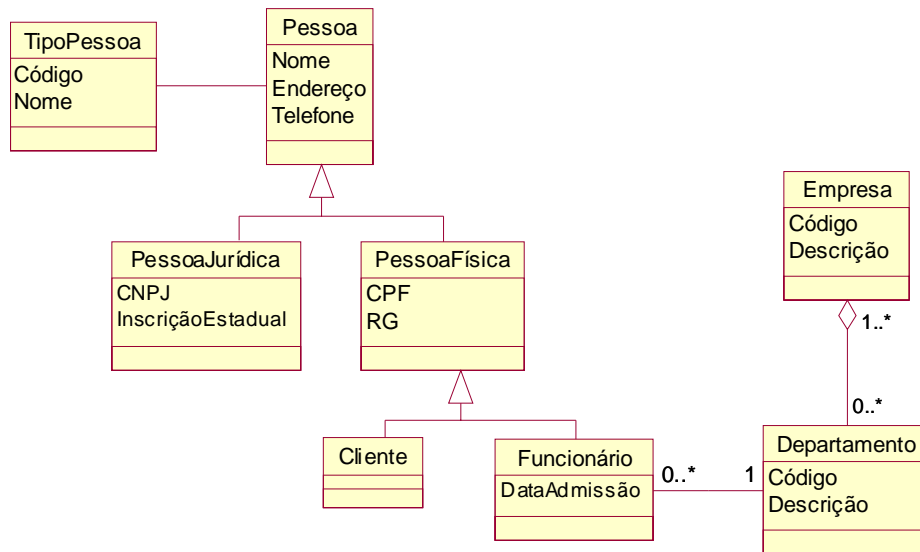 TipoPessoa
Código
Nome
Pessoa
Nome
Endereço
Telefone
PessoaJurídica
CNPJ
InscriçãoEstadual
PessoaFísica
CPF
RG
Empresa
Código
Descrição
1..*
0..*
Cliente
Funcionário
DataAdmissão
0..*
1
Departamento
Código
Descrição